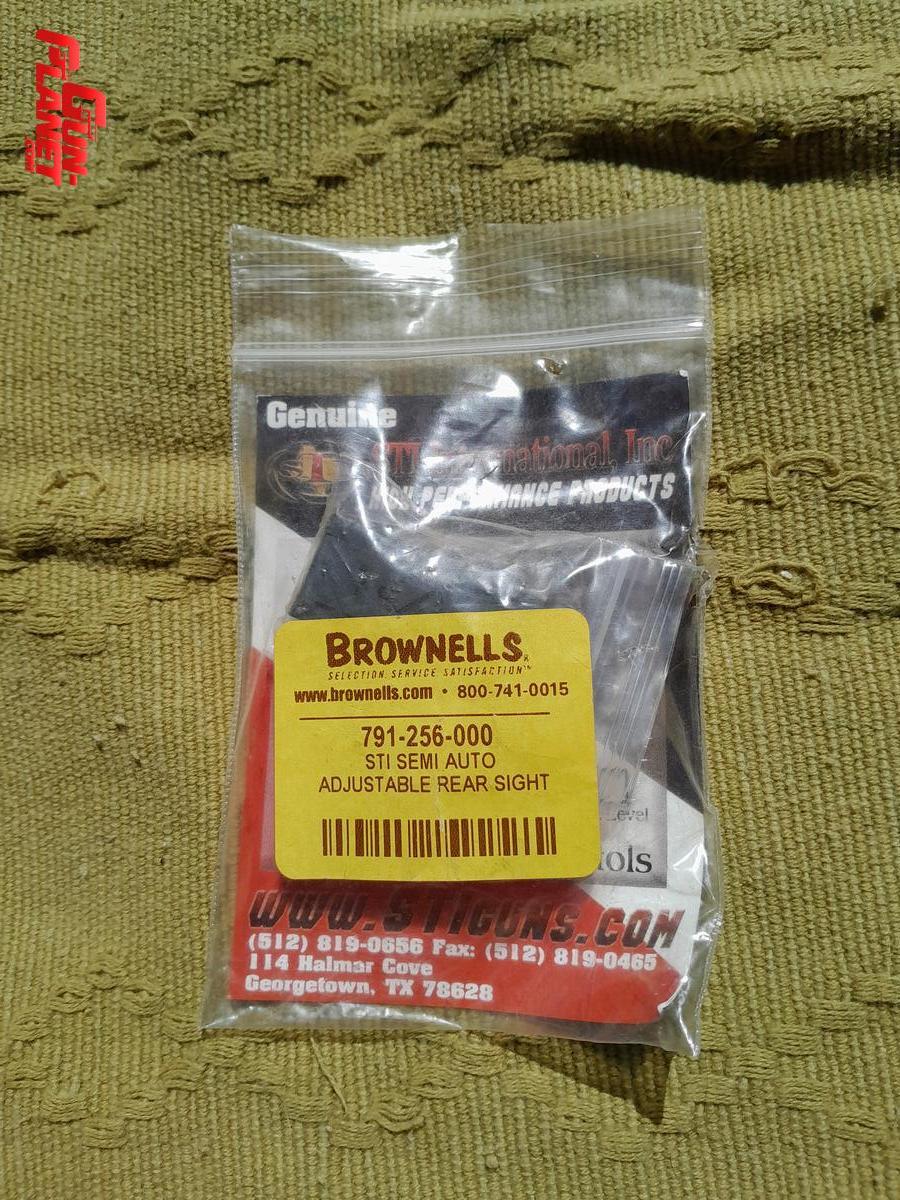 GUN-
PLANET
Genuine
STI International, Inc
HIGH PERFORMANCE PRODUCTS
BROWNELLS®
SELECTION. SERVICE. SATISFACTION™
www.brownells.com • 800-741-0015
791-256-000
STI SEMI AUTO
ADJUSTABLE REAR SIGHT
Level
WWW.STIGUNS.COM
(512) 819-0656 Fax: (512) 819-0465
114 Halmar Cove
Georgetown, TX 78628